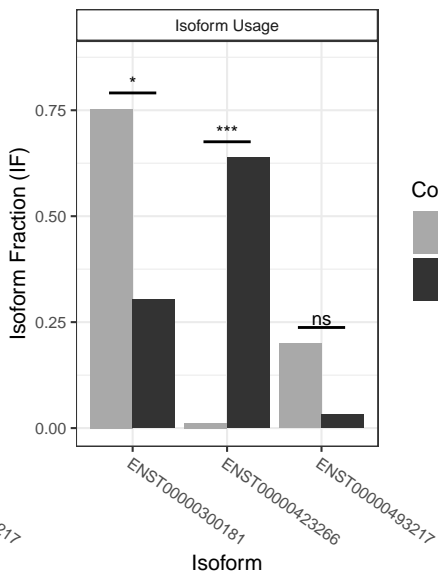 Isoform Usage
*
***
ns
0.75
0.50
0.25
0.00
Isoform Fraction (IF)
ENST00000300181
ENST00000423266
ENST00000493217
Isoform
Co
217